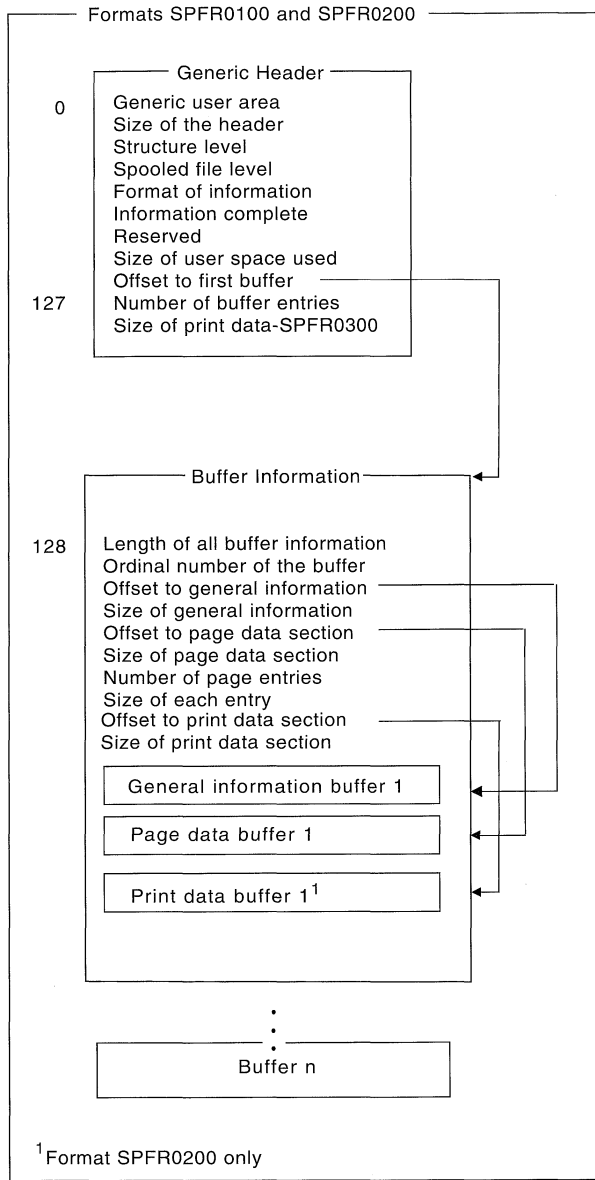 Formats SPFR0100 and SPFR0200
Generic Header
0
Generic user area
Size of the header
Structure level
Spooled file level
Format of information
Information complete
Reserved
Size of user space used
Offset to first buffer
127
Number of buffer entries
Size of print data-SPFR0300
Buffer Information
128
Length of all buffer information
Ordinal number of the buffer
Offset to general information
Size of general information
Offset to page data section
Size of page data section
Number of page entries
Size of each entry
Offset to print data section
Size of print data section
General information buffer 1
Page data buffer 1
Print data buffer 1¹
Buffer n
¹Format SPFR0200 only